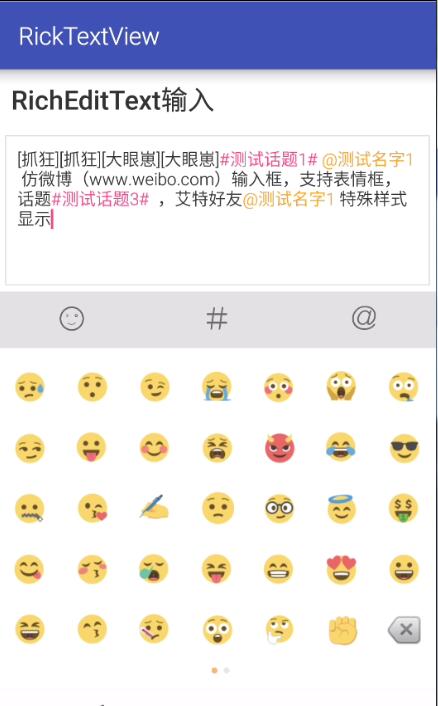 RickTextView
RichEditText输入
[抓狂][抓狂][大眼崽][大眼崽]#测试话题1# @测试名字1
仿微博（www.weibo.com）输入框，支持表情框，
话题#测试话题3# ，艾特好友@测试名字1 特殊样式
显示
# @